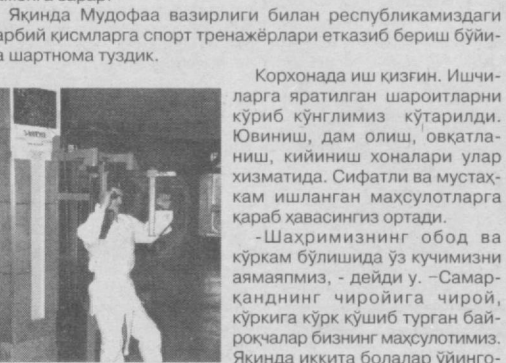 Яқинда Мудофаа вазирлиги билан республикамиздаги
арбий қисмларга спорт тренажёрлари етказиб бериш бўйи-
а шартнома туздик.
Корхонада иш қизғин. Ишчи-
ларга яратилган шароитларни
кўриб кўнглимиз кўтарилди.
Ювиниш, дам олиш, овқатла-
ниш, кийиниш хоналари улар
хизматида. Сифатли ва мустаҳ-
кам ишланган маҳсулотларга
қараб ҳавасингиз ортади.
-Шаҳримизнинг обод ва
кўркам бўлишида ўз кучимизни
аямаяпмиз, - дейди у. -Самар-
қанднинг чиройига чирой,
кўркига кўрк қўшиб турган бай-
роқчалар бизнинг маҳсулотимиз.
Яқинда иккита болалар ўйинго-